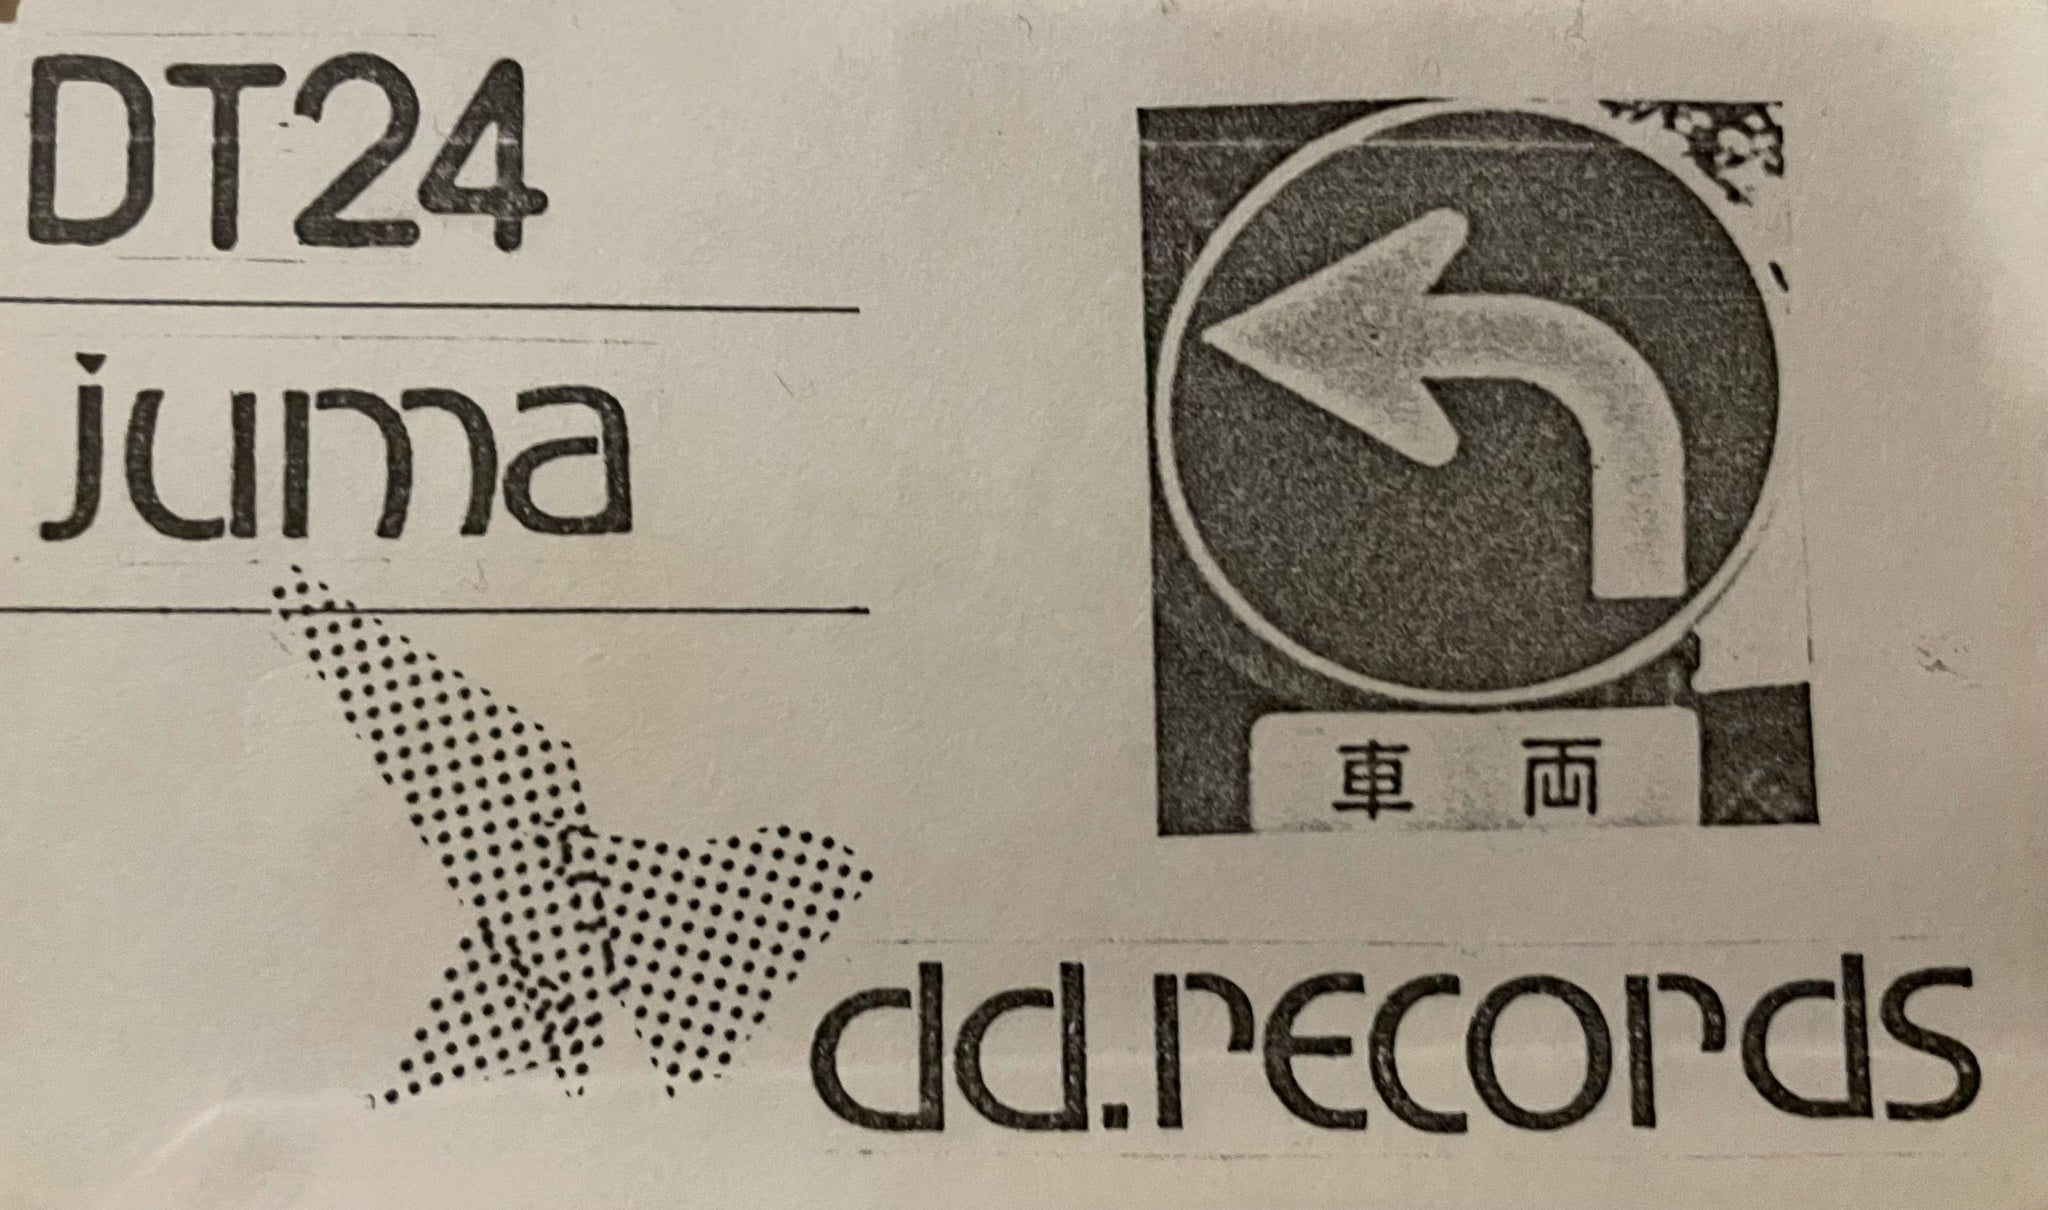 DT24
juma
車両
dd.records